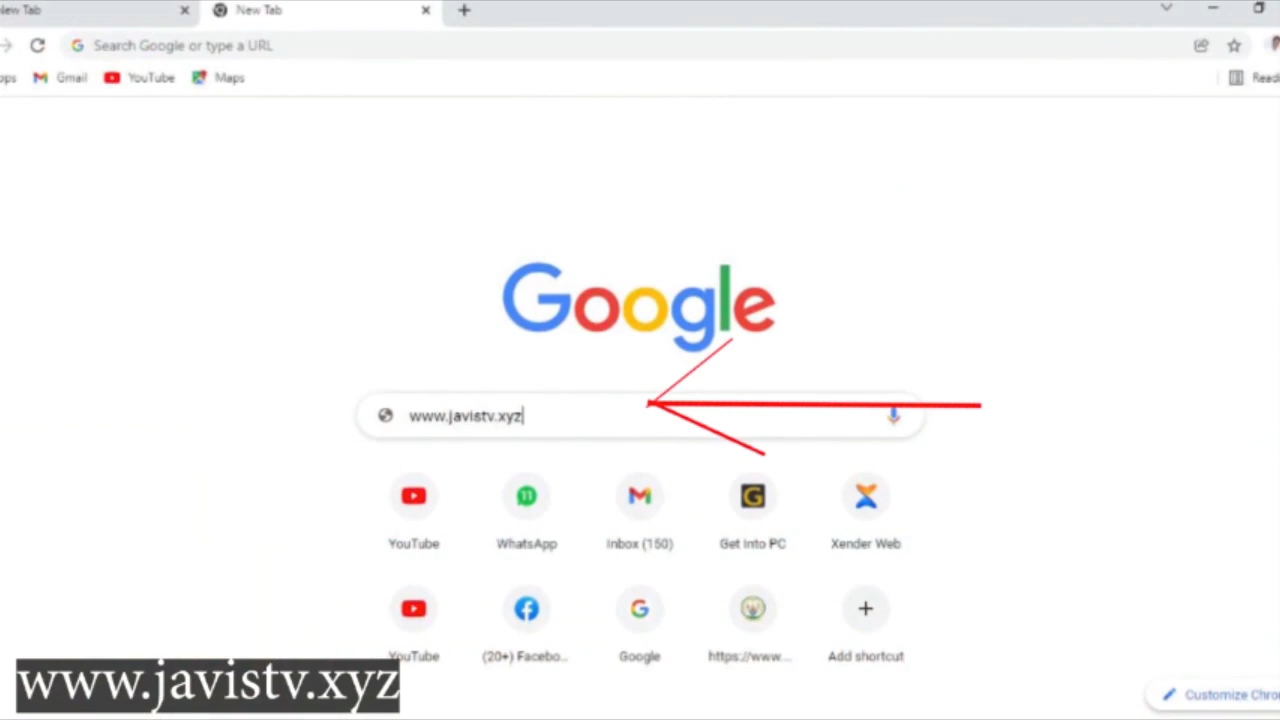 New Tab
New Tab
Search Google or type a URL
Gmail
YouTube
Maps
Google
www.javistv.xyz
YouTube
WhatsApp
Inbox (150)
Get Into PC
Xender Web
YouTube
(20+) Facebo...
Google
https://www....
Add shortcut
www.javistv.xyz
Customize Chro